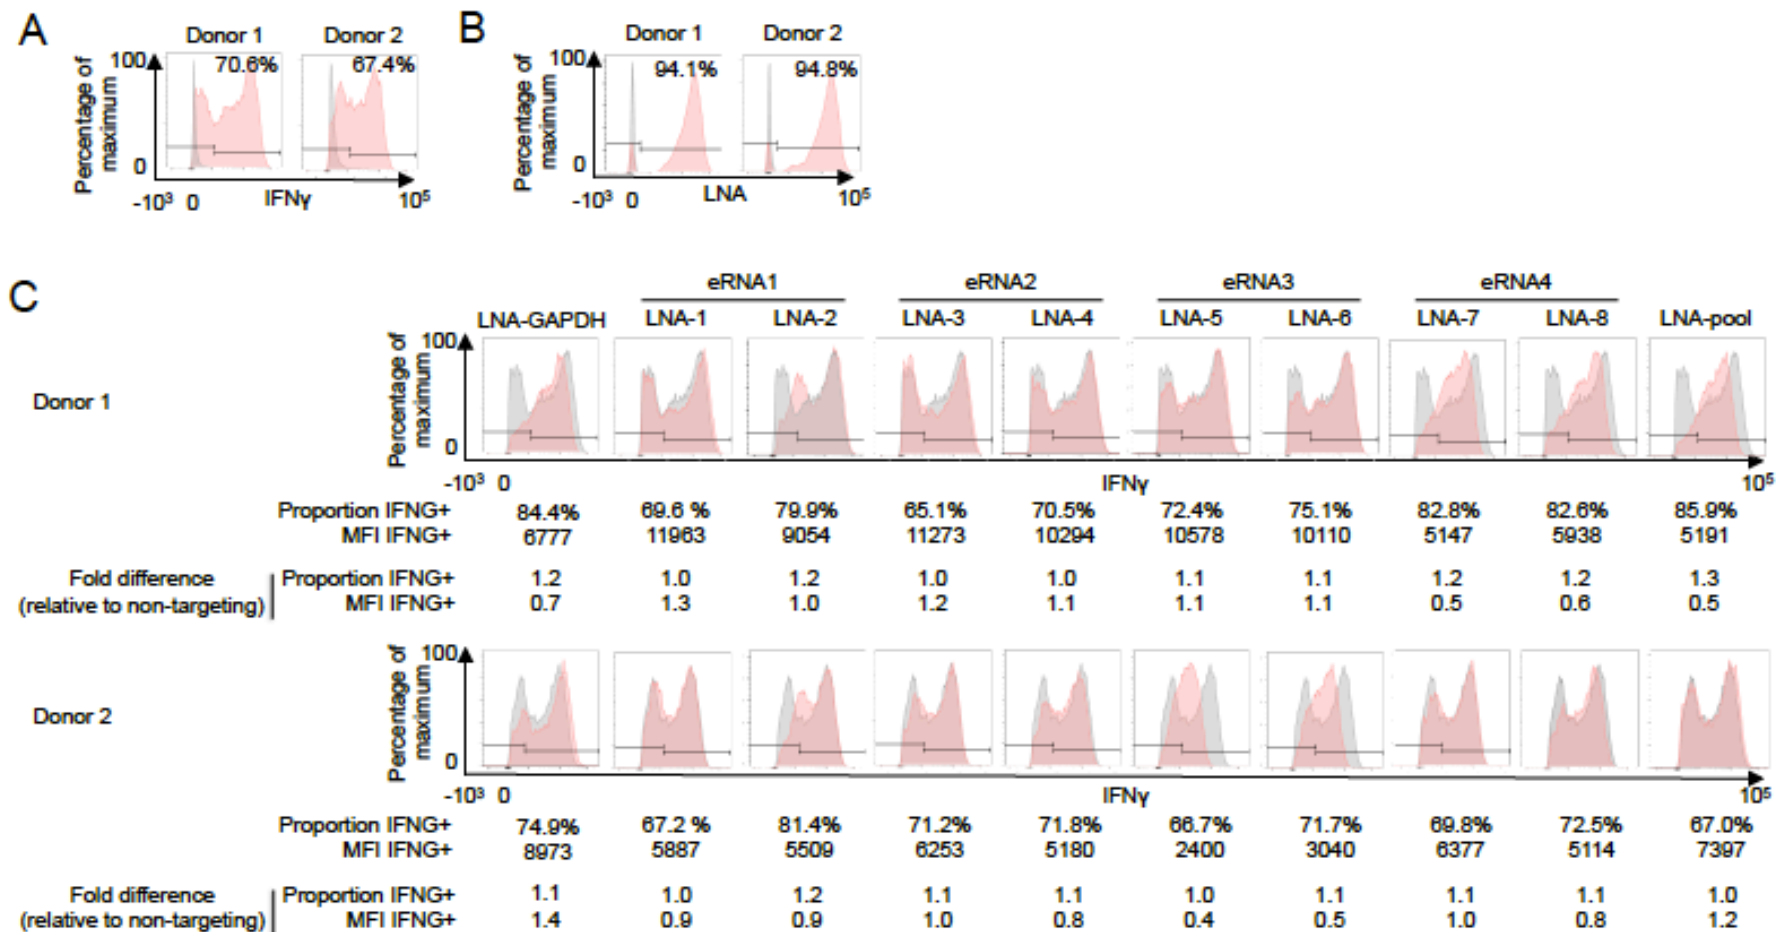 A
Donor 1 Donor 2
Percentage of maximum
100
70.6% 67.4%
0
-10³ 0 IFNγ 10⁵
B
Donor 1 Donor 2
Percentage of maximum
100
94.1% 94.8%
0
-10³ 0 LNA 10⁵
C
eRNA1 eRNA2 eRNA3 eRNA4
LNA-GAPDH LNA-1 LNA-2 LNA-3 LNA-4 LNA-5 LNA-6 LNA-7 LNA-8 LNA-pool
Donor 1
Percentage of maximum
100
0
-10³ 0 IFNγ 10⁵
Proportion IFNG+ 84.4% 69.6 % 79.9% 65.1% 70.5% 72.4% 75.1% 82.8% 82.6% 85.9%
MFI IFNG+ 6777 11963 9054 11273 10294 10578 10110 5147 5938 5191
Fold difference Proportion IFNG+ 1.2 1.0 1.2 1.0 1.0 1.1 1.1 1.2 1.2 1.3
(relative to non-targeting) MFI IFNG+ 0.7 1.3 1.0 1.2 1.1 1.1 1.1 0.5 0.6 0.5
Donor 2
Percentage of maximum
100
0
-10³ 0 IFNγ 10⁵
Proportion IFNG+ 74.9% 67.2 % 81.4% 71.2% 71.8% 66.7% 71.7% 69.8% 72.5% 67.0%
MFI IFNG+ 8973 5887 5509 6253 5180 2400 3040 6377 5114 7397
Fold difference Proportion IFNG+ 1.1 1.0 1.2 1.1 1.1 1.0 1.1 1.1 1.1 1.0
(relative to non-targeting) MFI IFNG+ 1.4 0.9 0.9 1.0 0.8 0.4 0.5 1.0 0.8 1.2